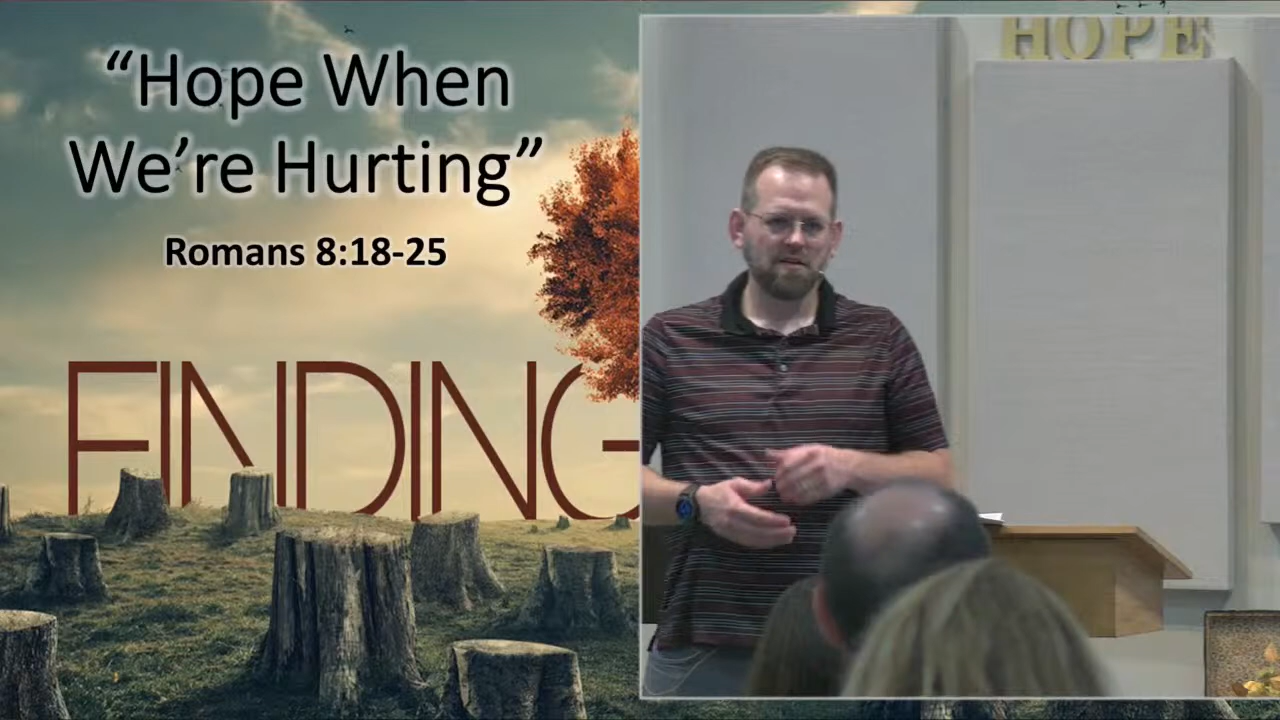 “Hope When
We’re Hurting”
Romans 8:18-25
FINDING
HOPE